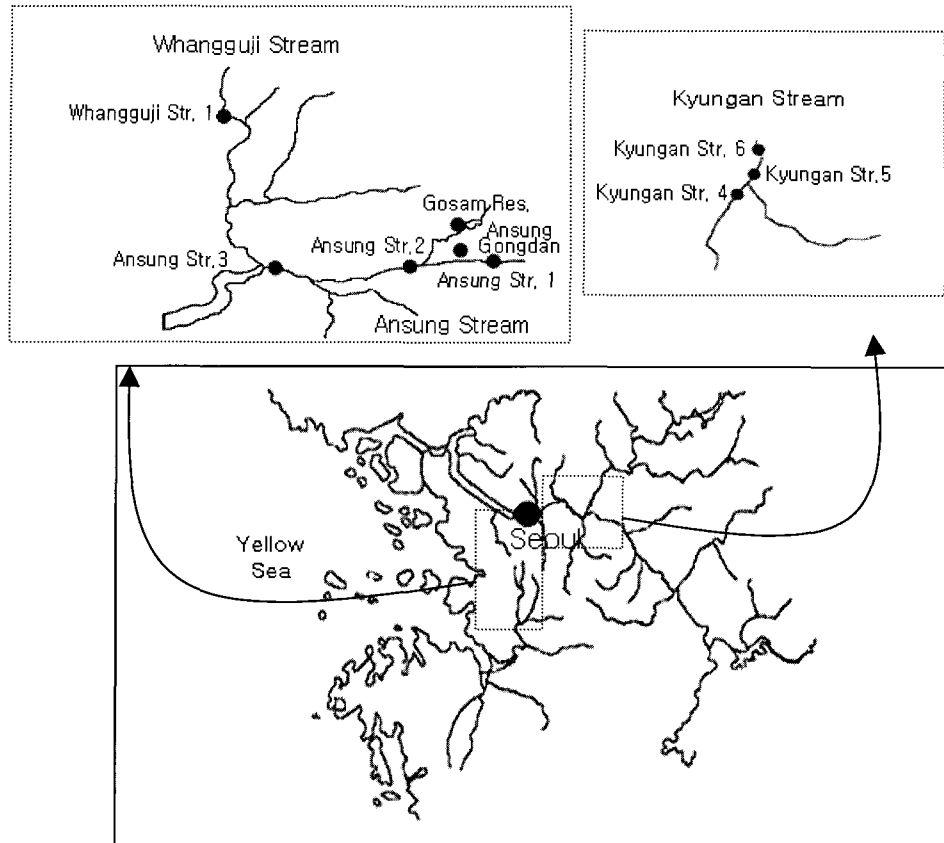 Whangguji Stream
Whangguji Str. 1
Gosam Res.
Ansung
Gongdan
Ansung Str.2
Ansung Str.3
Ansung Str. 1
Ansung Stream
Kyungan Stream
Kyungan Str. 6
Kyungan Str.5
Kyungan Str. 4
Seoul
Yellow
Sea